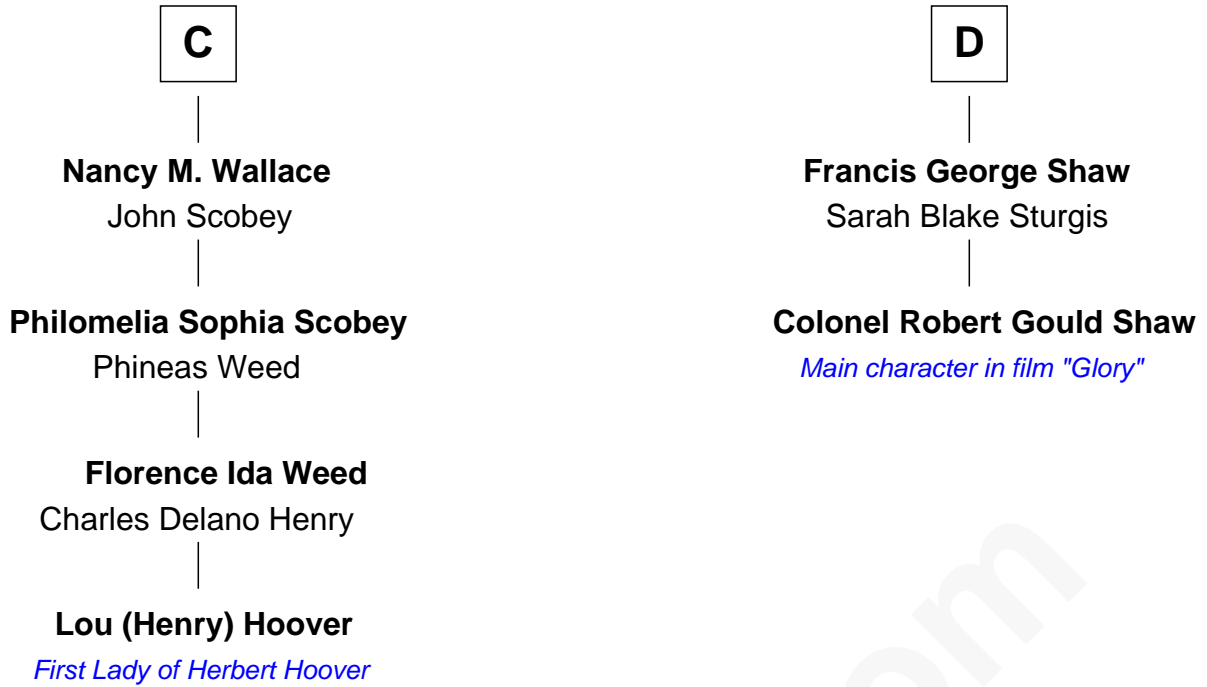 C
Nancy M. Wallace
John Scobey
Philomelia Sophia Scobey
Phineas Weed
Florence Ida Weed
Charles Delano Henry
Lou (Henry) Hoover
First Lady of Herbert Hoover
D
Francis George Shaw
Sarah Blake Sturgis
Colonel Robert Gould Shaw
Main character in film "Glory"
om